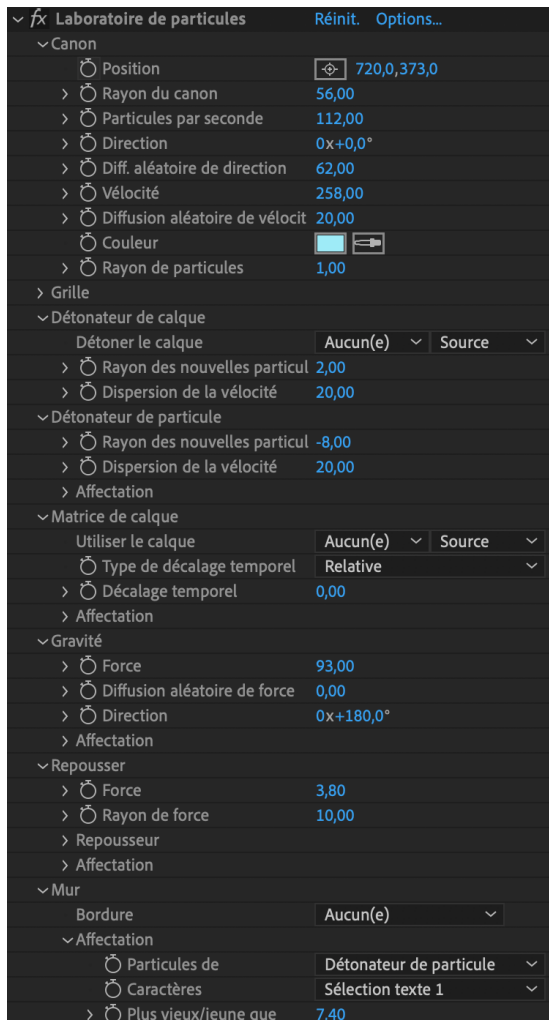 fx Laboratoire de particules Réinit. Options...
Canon
Position 720,0,373,0
Rayon du canon 56,00
Particules par seconde 112,00
Direction 0x+0,0°
Diff. aléatoire de direction 62,00
Vélocité 258,00
Diffusion aléatoire de vélocit 20,00
Couleur
Rayon de particules 1,00
Grille
Détonateur de calque
Détoner le calque Aucun(e) Source
Rayon des nouvelles particul 2,00
Dispersion de la vélocité 20,00
Détonateur de particule
Rayon des nouvelles particul -8,00
Dispersion de la vélocité 20,00
Affectation
Matrice de calque
Utiliser le calque Aucun(e) Source
Type de décalage temporel Relative
Décalage temporel 0,00
Affectation
Gravité
Force 93,00
Diffusion aléatoire de force 0,00
Direction 0x+180,0°
Affectation
Repousser
Force 3,80
Rayon de force 10,00
Repousseur
Affectation
Mur
Bordure Aucun(e)
Affectation
Particules de Détonateur de particule
Caractères Sélection texte 1
Plus vieux/jeune que 7,40